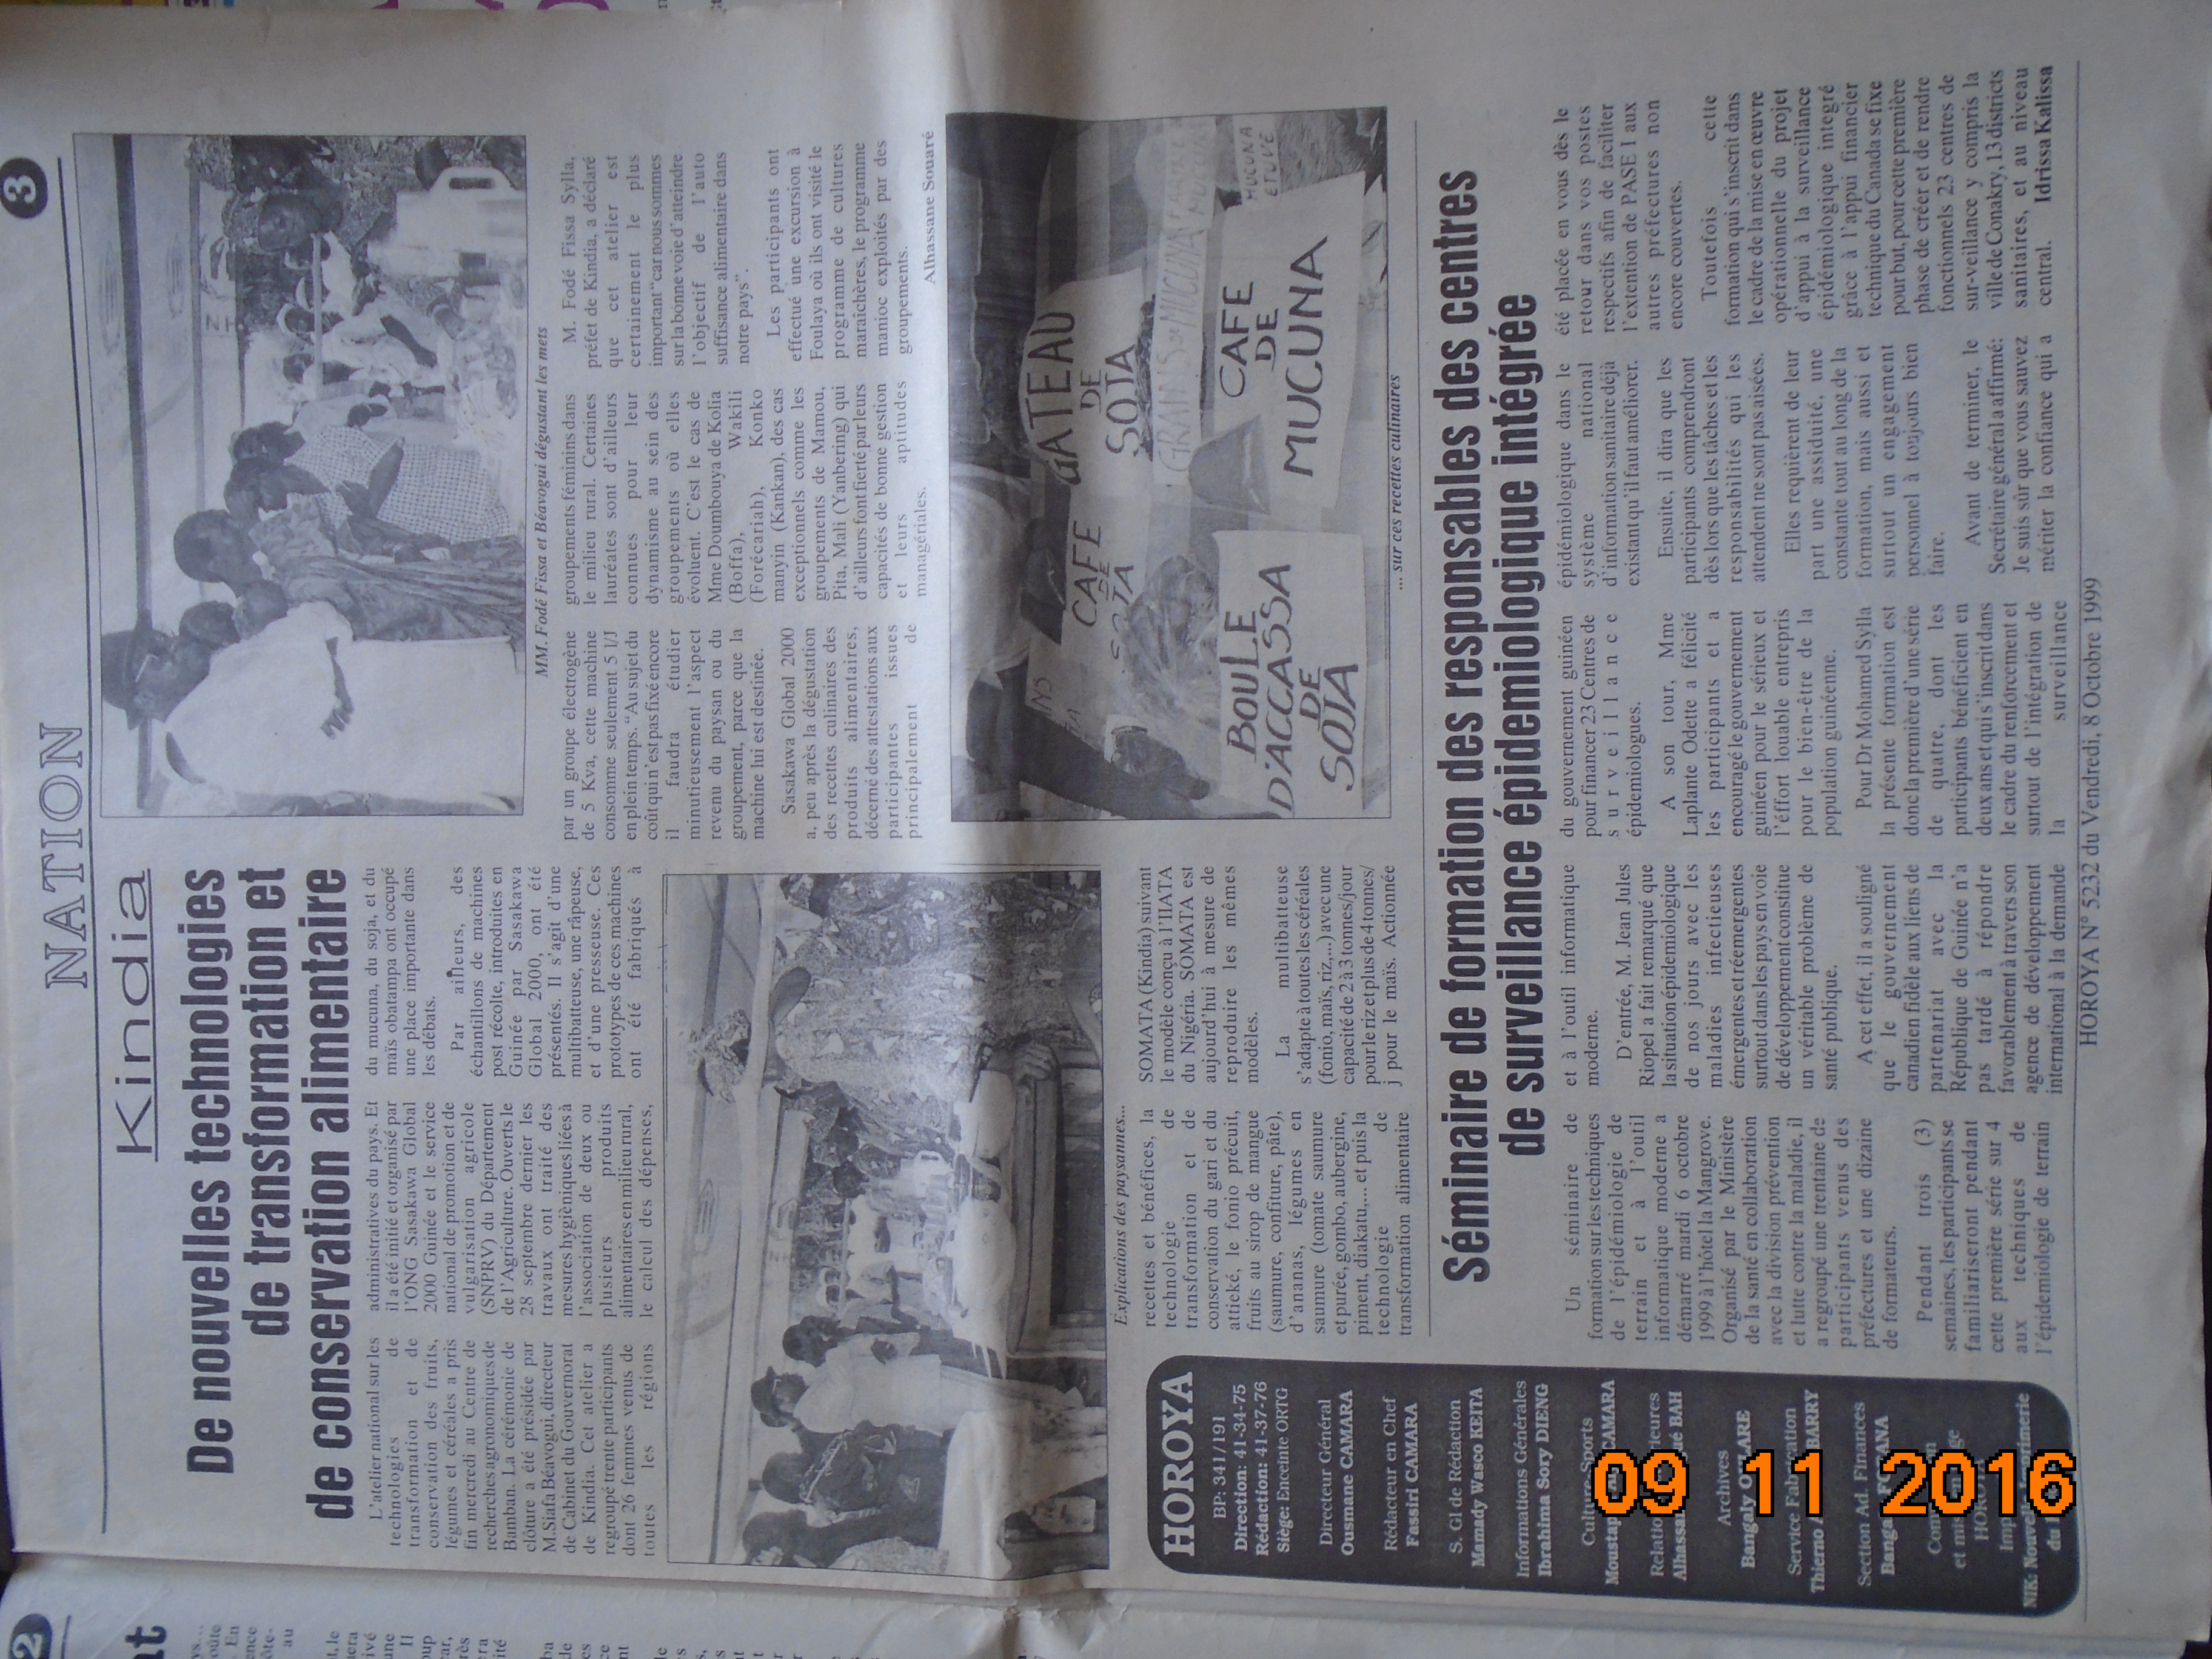 NATION
3
Kindia
De nouvelles technologies
de transformation et
de conservation alimentaire
L'atelier national sur les
technologies de
transformation et de
conservation des fruits,
légumes et céréales a pris
fin mercredi au Centre de
recherches agronomiques de
Bamban. La cérémonie de
clôture a été présidée par
M. Siafa Béavogui, directeur
de Cabinet du Gouvernorat
de Kindia. Cet atelier a
regroupé trente participants
dont 26 femmes venus de
toutes les régions
administratives du pays. Et
il a été initié et organisé par
l'ONG Sasakawa Global
2000 Guinée et le service
national de promotion et de
vulgarisation agricole
(SNPRV) du Département
de l'Agriculture. Ouverts le
28 septembre dernier les
travaux ont traité des
mesures hygièniques liées à
l'association de deux ou
plusieurs produits
alimentaires en milieu rural,
le calcul des dépenses,
Explications des paysannes...
recettes et bénéfices, la
technologie de
transformation et de
conservation du gari et du
attické, le fonio précuit,
fruits au sirop de mangue
(saumure, confiture, pâte),
d'ananas, légumes en
saumure (tomate saumure
et purée, gombo, aubergine,
piment, diakatu,... et puis la
technologie de
transformation alimentaire
du mucuna, du soja, et du
maïs obatampa ont occupé
une place importante dans
les débats.
Par ailleurs, des
échantillons de machines
post récolte, introduites en
Guinée par Sasakawa
Global 2000, ont été
présentés. Il s'agit d'une
multibatteuse, une râpeuse,
et d'une presseuse. Ces
prototypes de ces machines
ont été fabriqués à
SOMATA (Kindia) suivant
le modèle conçu à l'IIATA
du Nigéria. SOMATA est
aujourd'hui à mesure de
reproduire les mêmes
modèles.
La multibatteuse
s'adapte à toutes les céréales
(fonio, maïs, riz,...) avec une
capacité de 2 à 3 tonnes/jour
pour le riz et plus de 4 tonnes/
j pour le maïs. Actionnée
MM. Fodé Fissa et Béavogui dégustant les mets
par un groupe électrogène
de 5 Kva, cette machine
consomme seulement 5 l/J
en plein temps. "Au sujet du
coût qui n'est pas fixé encore
il faudra étudier
minutieusement l'aspect
revenu du paysan ou du
groupement, parce que la
machine lui est destinée.
Sasakawa Global 2000
a, peu après la dégustation
des recettes culinaires des
produits alimentaires,
décerné des attestations aux
participantes issues
principalement de
groupements féminins dans
le milieu rural. Certaines
lauréates sont d'ailleurs
connues pour leur
dynamisme au sein des
groupements où elles
évoluent. C'est le cas de
Mme Doumbouya de Kolia
(Boffa), Wakili
(Forécariah), Konko
manyin (Kankan), des cas
exceptionnels comme les
groupements de Mamou,
Pita, Mali (Yanbering) qui
d'ailleurs font fierté par leurs
capacités de bonne gestion
et leurs aptitudes
managériales.
M. Fodé Fissa Sylla,
préfet de Kindia, a déclaré
que cet atelier est
certainement le plus
important "car nous sommes
sur la bonne voie d'atteindre
l'objectif de l'auto
suffisance alimentaire dans
notre pays".
Les participants ont
effectué une excursion à
Foulaya où ils ont visité le
programme de cultures
maraichères, le programme
manioc exploités par des
groupements.
Alhassane Souaré
GATEAU
DE
SOJA
CAFE
DE
SOJA
GRAINS DE MUCUNA
MUCUNA
ETUVE
BOULE
D'ACCASSA
DE
SOJA
CAFE
DE
MUCUNA
... sur ces recettes culinaires
HOROYA
BP: 341/191
Direction: 41-34-75
Rédaction: 41-37-76
Siège: Enceinte ORTG
Directeur Général
Ousmane CAMARA
Rédacteur en Chef
Fassiri CAMARA
S. Gl de Rédaction
Mamady Wasco KEITA
Informations Générales
Ibrahima Sory DIENG
CAMARA
BAH
Archives
Service Fabrication
Thierno BARRY
Section Ad. Finances
NIK: Nouvelle Imprimerie
Séminaire de formation des responsables des centres
de surveillance épidemiologique intégrée
Un séminaire de
formation sur les techniques
de l'épidémiologie de
terrain et à l'outil
informatique moderne a
démarré mardi 6 octobre
1999 à l'hôtel la Mangrove.
Organisé par le Ministère
de la santé en collaboration
avec la division prévention
et lutte contre la maladie, il
a regroupé une trentaine de
participants venus des
préfectures et une dizaine
de formateurs.
Pendant trois (3)
semaines, les participants se
familiariseront pendant
cette première série sur 4
aux techniques de
l'épidemiologie de terrain
et à l'outil informatique
moderne.
D'entrée, M. Jean Jules
Riopel a fait remarqué que
la situation épidemiologique
de nos jours avec les
maladies infectieuses
émergentes et réemergentes
surtout dans les pays en voie
de développement constitue
un véritable problème de
santé publique.
A cet effet, il a souligné
que le gouvernement
canadien fidèle aux liens de
partenariat avec la
République de Guinée n'a
pas tardé à répondre
favorablement à travers son
agence de développement
international à la demande
du gouvernement guinéen
pour financer 23 Centres de
surveillance
épidemiologues.
A son tour, Mme
Laplante Odette a félicité
les participants et a
encouragé le gouvernement
guinéen pour le sérieux et
l'éffort louable entrepris
pour le bien-être de la
population guinéenne.
Pour Dr Mohamed Sylla
la présente formation est
donc la première d'une série
de quatre, dont les
participants bénéficient en
deux ans et qui s'inscrit dans
le cadre du renforcement et
surtout de l'intégration de
la surveillance
épidémiologique dans le
système national
d'information sanitaire déjà
existant qu'il faut améliorer.
Ensuite, il dira que les
participants comprendront
dès lors que les tâches et les
responsabilités qui les
attendent ne sont pas aisées.
Elles requièrent de leur
part une assiduité, une
constante tout au long de la
formation, mais aussi et
surtout un engagement
personnel à toujours bien
faire.
Avant de terminer, le
Secrétaire général a affirmé:
le suis sûr que vous sauvez
mériter la confiance qui a
été placée en vous dès le
retour dans vos postes
respectifs afin de faciliter
l'extention de PASE I aux
autres préfectures non
encore couvertes.
Toutefois cette
formation qui s'inscrit dans
le cadre de la mise en œuvre
opérationnelle du projet
d'appui à la surveillance
épidémiologique integré
grâce à l'appui financier
technique du Canada se fixe
pour but, pour cette première
phase de créer et de rendre
fonctionnels 23 centres de
sur-veillance y compris la
ville de Conakry, 13 districts
sanitaires, et au niveau
central. Idrissa Kalissa
HOROYA N° 5232 du Vendredi, 8 Octobre 1999
09 11 2016
2